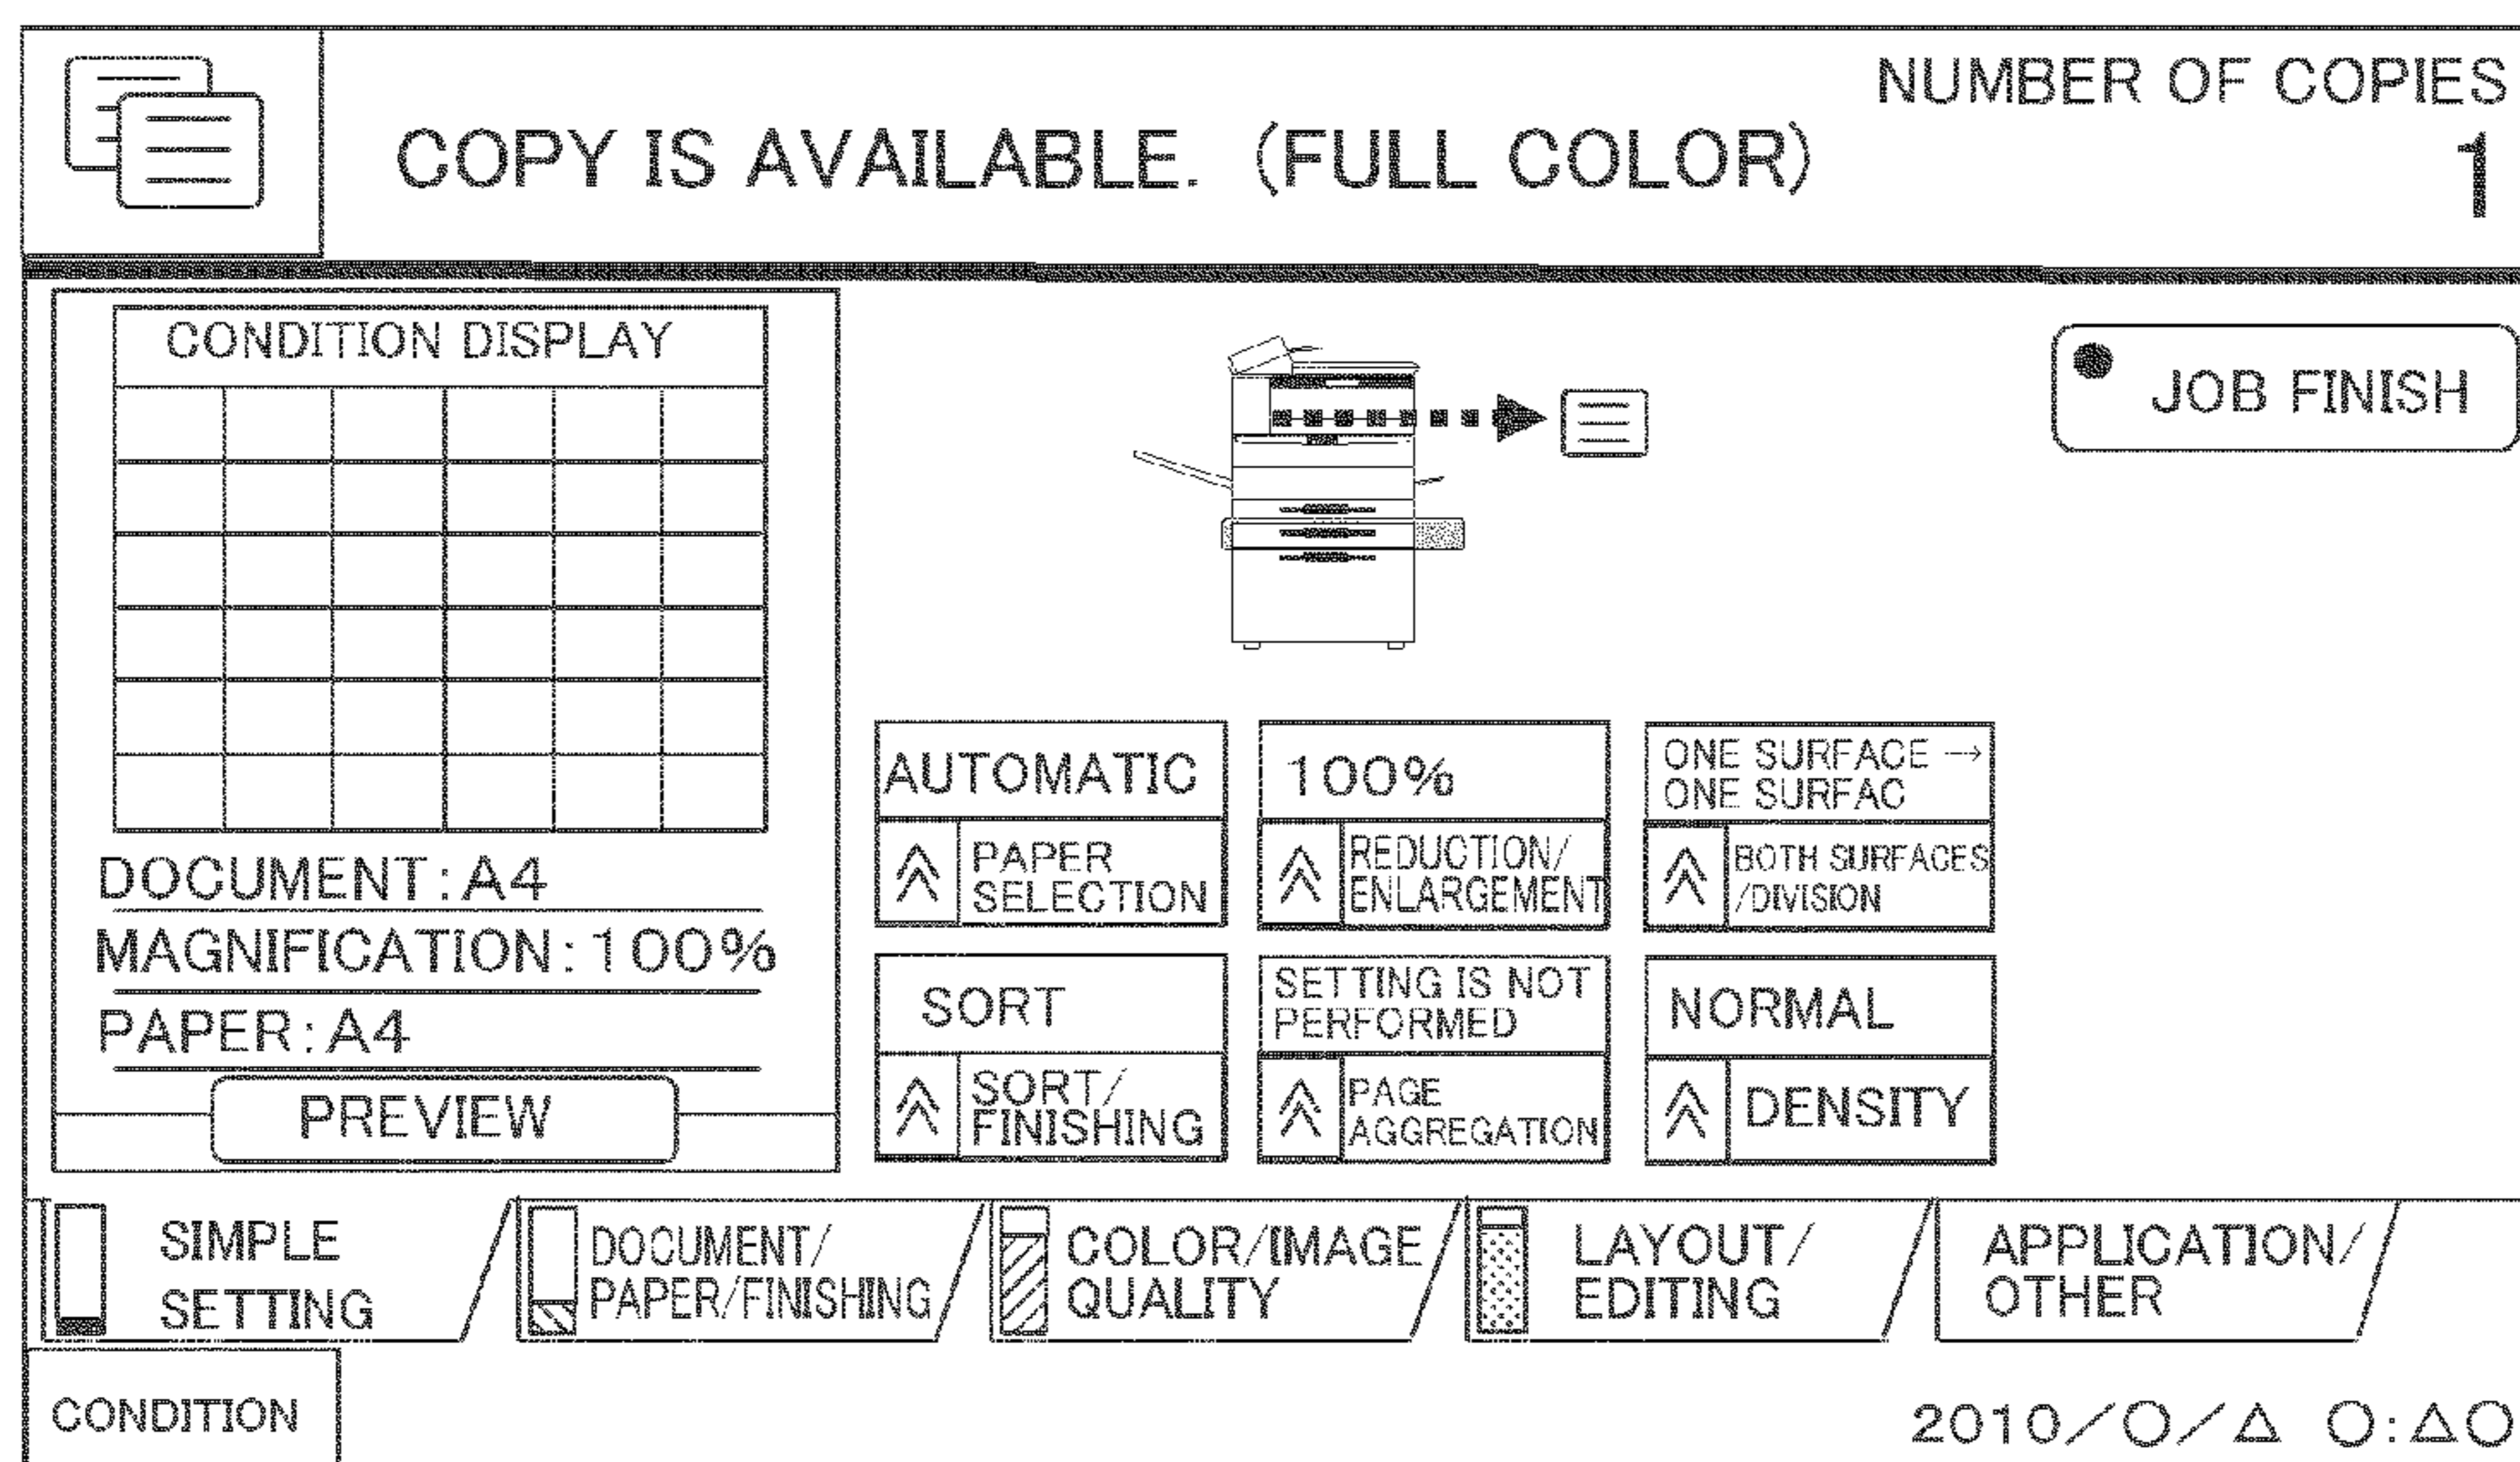 NUMBER OF COPIES
COPY IS AVAILABLE. (FULL COLOR)
1
CONDITION DISPLAY
JOB FINISH
DOCUMENT:A4
MAGNIFICATION:100%
PAPER:A4
PREVIEW
AUTOMATIC
PAPER
SELECTION
100%
REDUCTION/
ENLARGEMENT
ONE SURFACE →
ONE SURFAC
BOTH SURFACES
/DIVISION
SORT
SORT/
FINISHING
SETTING IS NOT
PERFORMED
PAGE
AGGREGATION
NORMAL
DENSITY
SIMPLE
SETTING
DOCUMENT/
PAPER/FINISHING
COLOR/IMAGE
QUALITY
LAYOUT/
EDITING
APPLICATION/
OTHER
CONDITION
2010/○/△ ○:△○